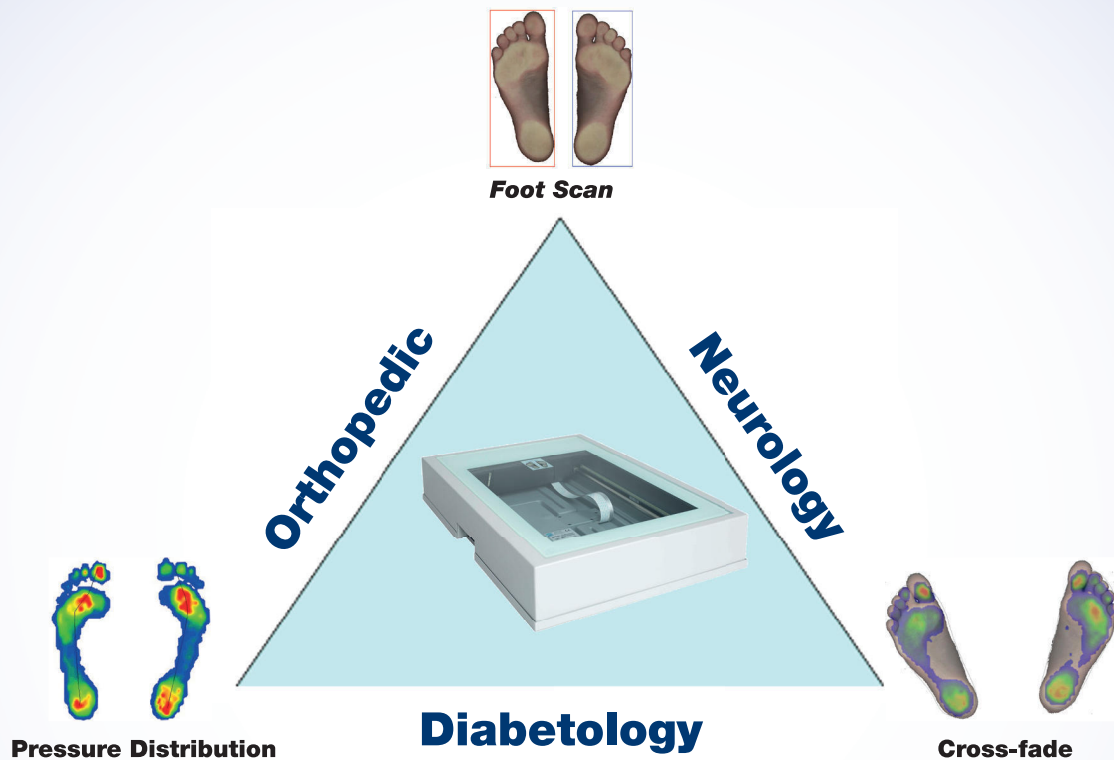 Foot Scan
Orthopedic
Neurology
Pressure Distribution
Diabetology
Cross-fade